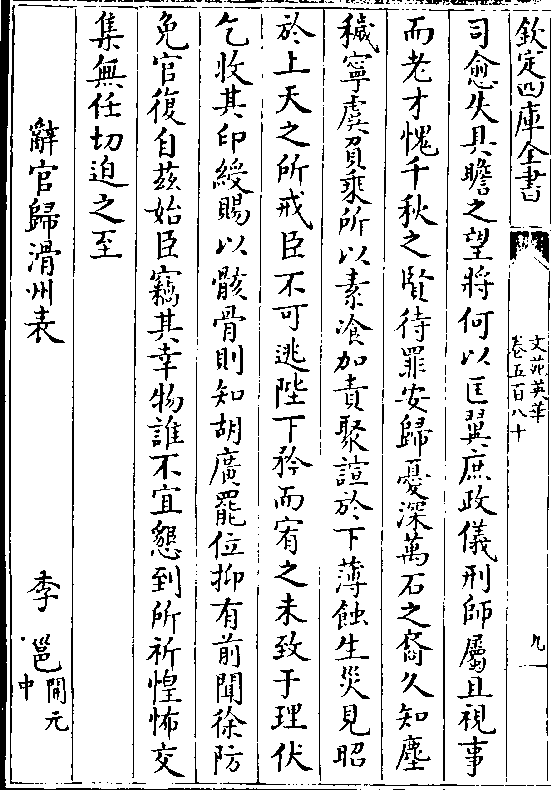 欽定四庫全書
文苑英華
卷五百八十
九
司愈失具瞻之望將何以匡翼庶政儀刑師屬且視事
而老才愧千秋之賢待罪安歸憂深萬石之裔久知塵
穢寧虞負乘所以素飡加責聚諠於下薄蝕生災見昭
於上天之所戒臣不可逃陛下矜而宥之未致于理伏
乞收其印綬賜以骸骨則知胡廣罷位抑有前聞徐防
免官復自茲始臣竊其幸物誰不宜懇到所祈惶怖交
集無任切迫之至
辭官歸滑州表
李邕
開元
中